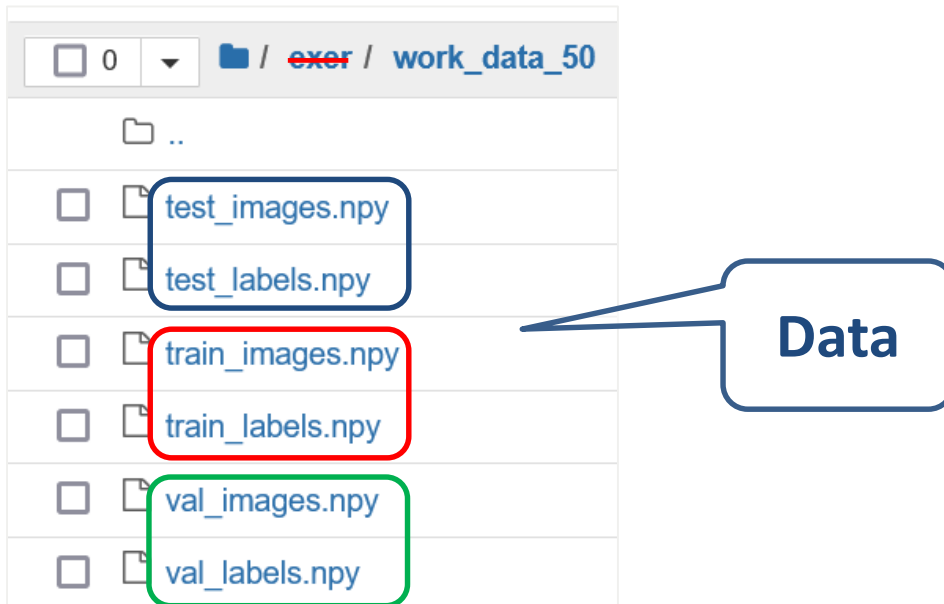 0 / exer / work_data_50
..
test_images.npy
test_labels.npy
train_images.npy
train_labels.npy
val_images.npy
val_labels.npy
Data